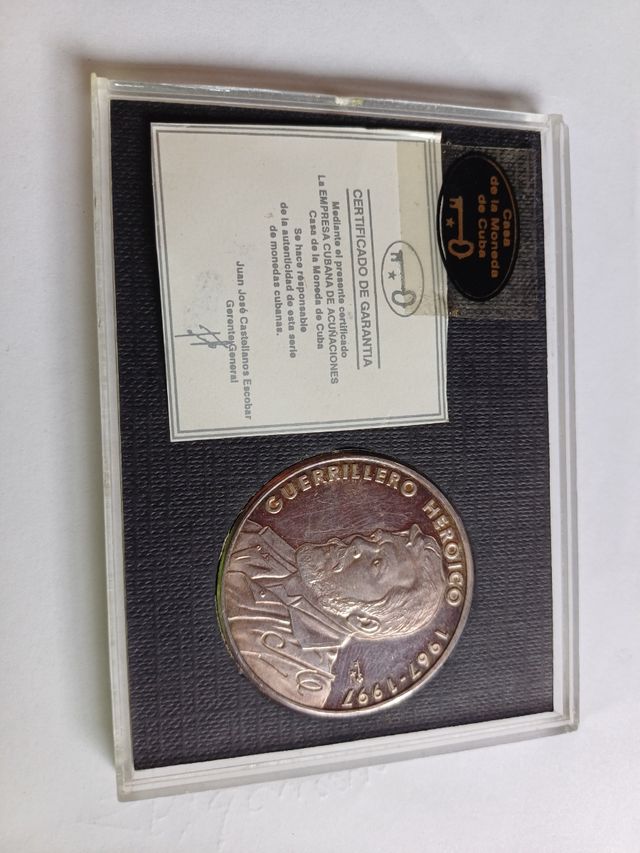 Casa
de la Moneda
de Cuba
CERTIFICADO DE GARANTIA
Mediante el presente certificado
La EMPRESA CUBANA DE ACUÑACIONES
Casa de la Moneda de Cuba
Se hace résponsable
de la autenticidad de esta serie
de monedas cubanas.
Juan José Castellanos Escobar
Gerente General
GUERRILLERO HEROICO 1967-1997